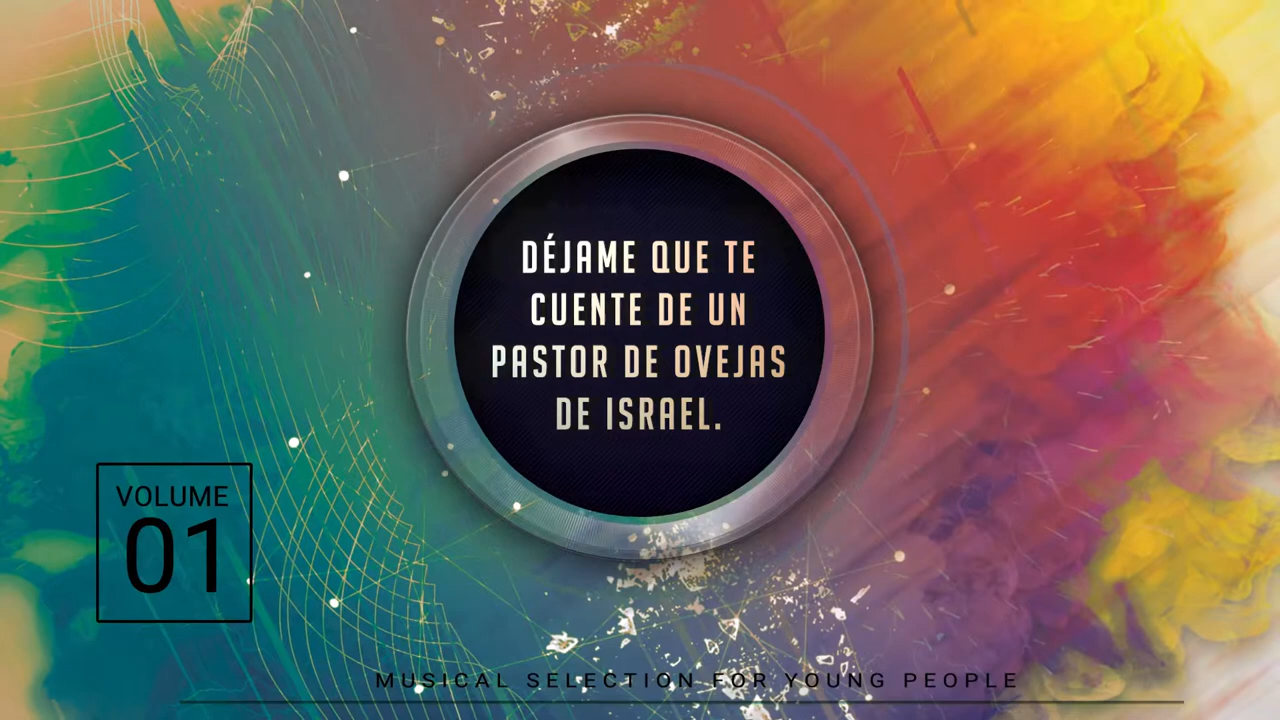 DÉJAME QUE TE
CUENTE DE UN
PASTOR DE OVEJAS
DE ISRAEL.
VOLUME
01
MUSICAL SELECTION FOR YOUNG PEOPLE